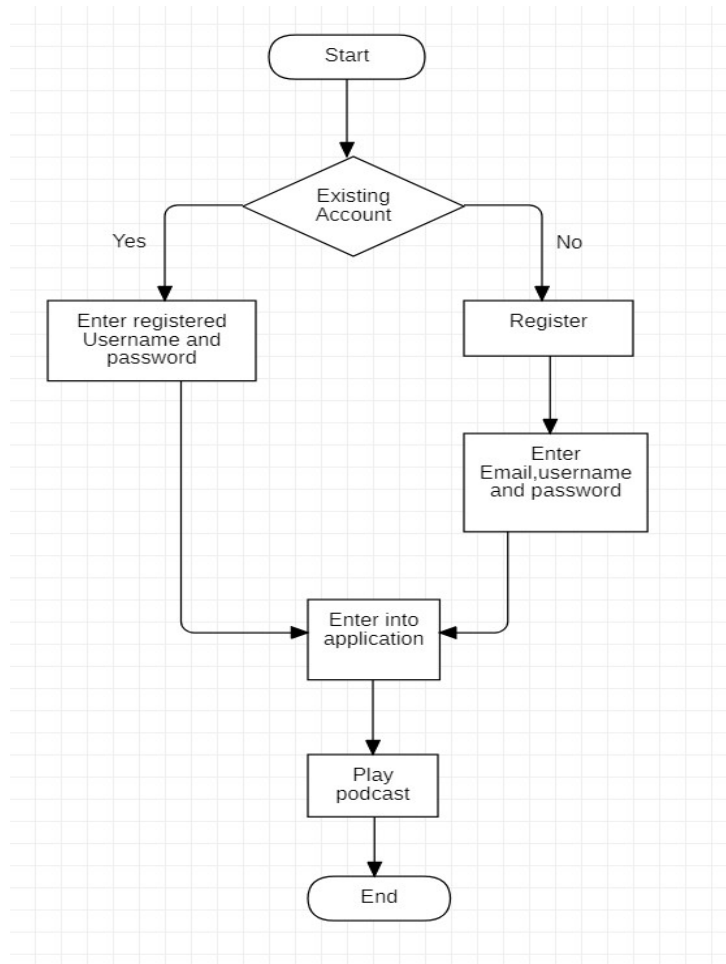 Start
Existing
Account
Yes
No
Enter registered
Username and
password
Register
Enter
Email,username
and password
Enter into
application
Play
podcast
End